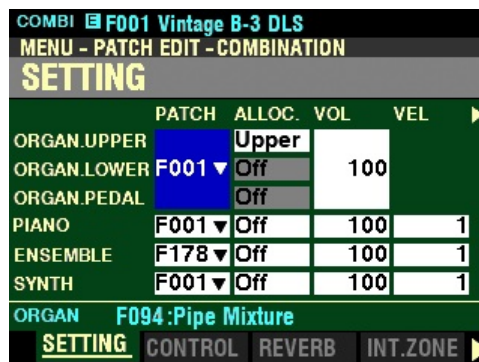 COMBI E F001 Vintage B-3 DLS
MENU - PATCH EDIT -COMBINATION
SETTING
PATCH ALLOC. VOL VEL
ORGAN.UPPER Upper
ORGAN.LOWER F001 Off 100
ORGAN.PEDAL Off
PIANO F001 Off 100 1
ENSEMBLE F178 Off 100 1
SYNTH F001 Off 100 1
ORGAN F094:Pipe Mixture
SETTING CONTROL REVERB INT.ZONE